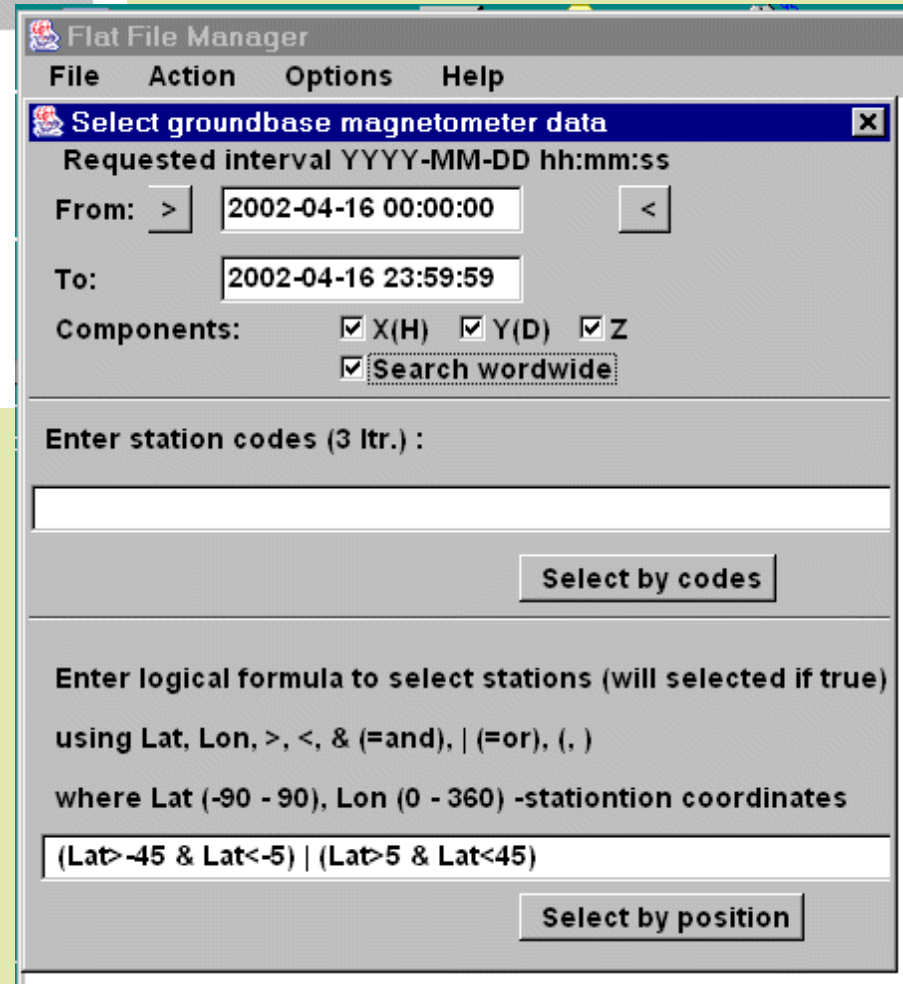 Flat File Manager
File Action Options Help
Select groundbase magnetometer data
Requested interval YYYY-MM-DD hh:mm:ss
From: > 2002-04-16 00:00:00 <
To: 2002-04-16 23:59:59
Components: X(H) Y(D) Z
Search wordwide
Enter station codes (3 ltr.) :
Select by codes
Enter logical formula to select stations (will selected if true)
using Lat, Lon, >, <, & (=and), | (=or), (, )
where Lat (-90 - 90), Lon (0 - 360) -stationtion coordinates
(Lat>-45 & Lat<-5) | (Lat>5 & Lat<45)
Select by position